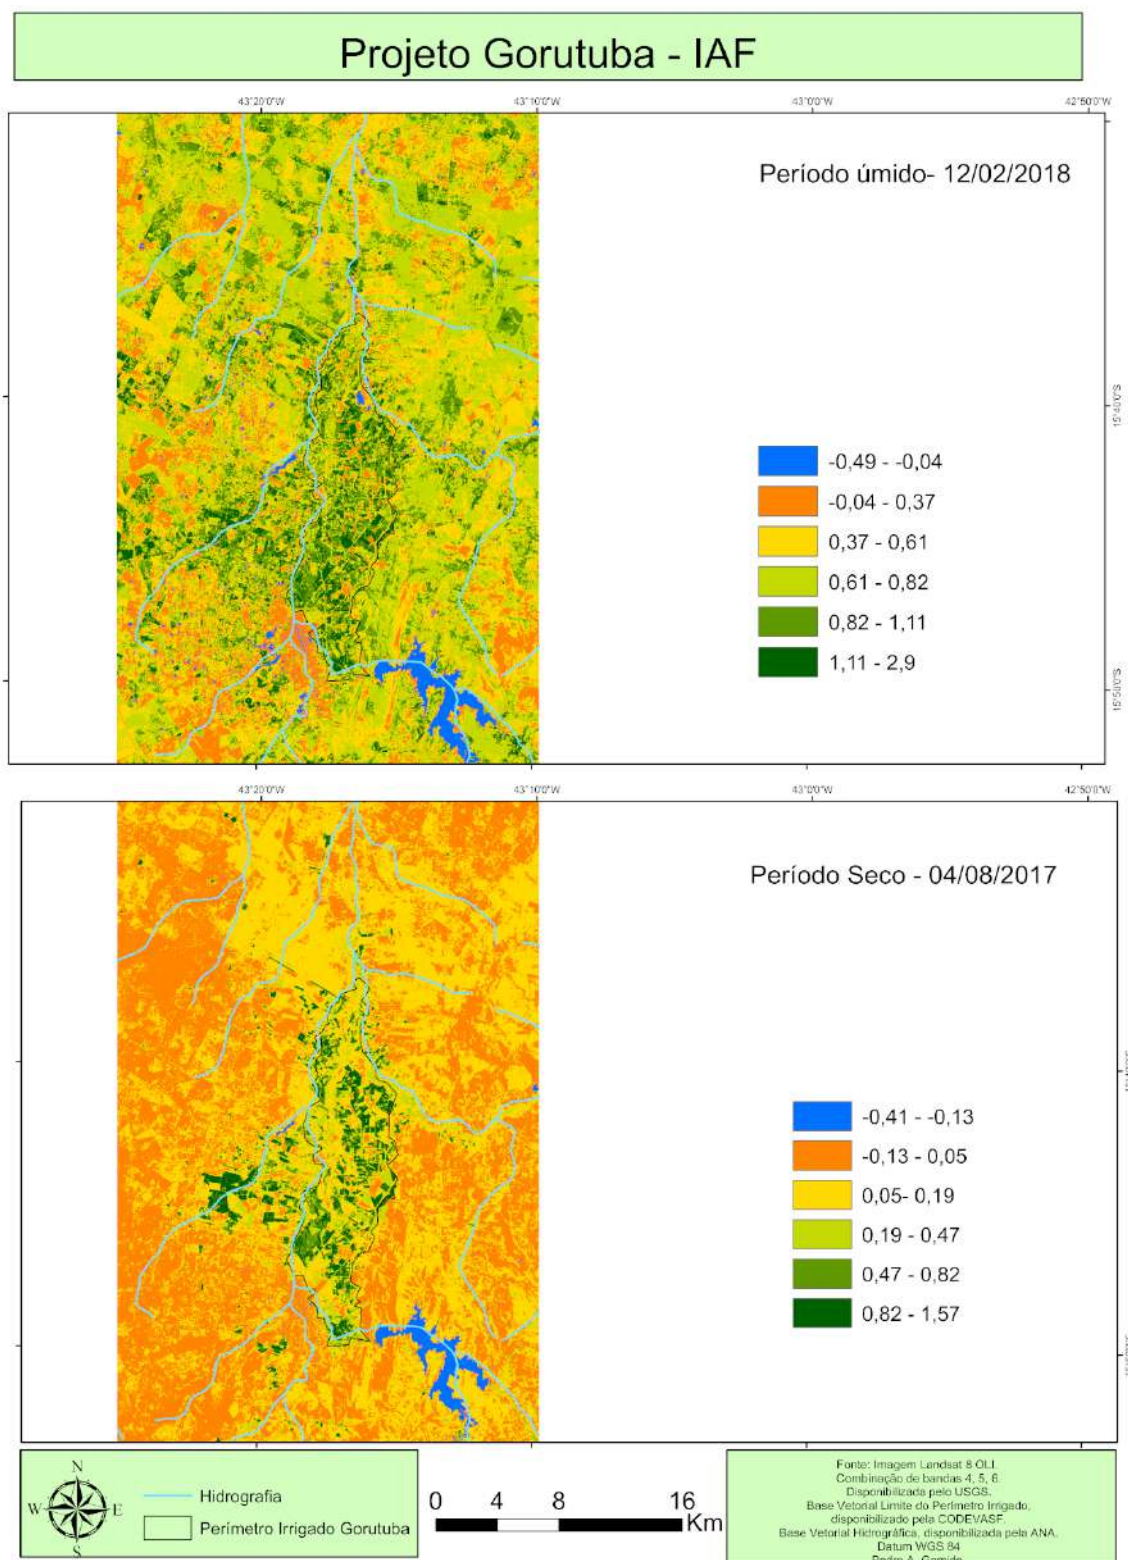 Projeto Gorutuba - IAF
43°20'0"W
43°10'0"W
43°0'0"W
42°50'0"W
Período úmido- 12/02/2018
15°40'0"S
-0,49 - -0,04
-0,04 - 0,37
0,37 - 0,61
0,61 - 0,82
0,82 - 1,11
1,11 - 2,9
15°50'0"S
43°20'0"W
43°10'0"W
43°0'0"W
42°50'0"W
Período Seco - 04/08/2017
-0,41 - -0,13
-0,13 - 0,05
0,05- 0,19
0,19 - 0,47
0,47 - 0,82
0,82 - 1,57
N
W
E
S
Hidrografia
Perímetro Irrigado Gorutuba
0 4 8 16
Km
Fonte: Imagem Landsat 8 OLI.
Combinação de bandas 4, 5, 6.
Disponibilizada pelo USGS.
Base Vetorial Limite do Perímetro Irrigado,
disponibilizado pela CODEVASF.
Base Vetorial Hidrográfica, disponibilizada pela ANA.
Datum WGS 84
Pedro A.